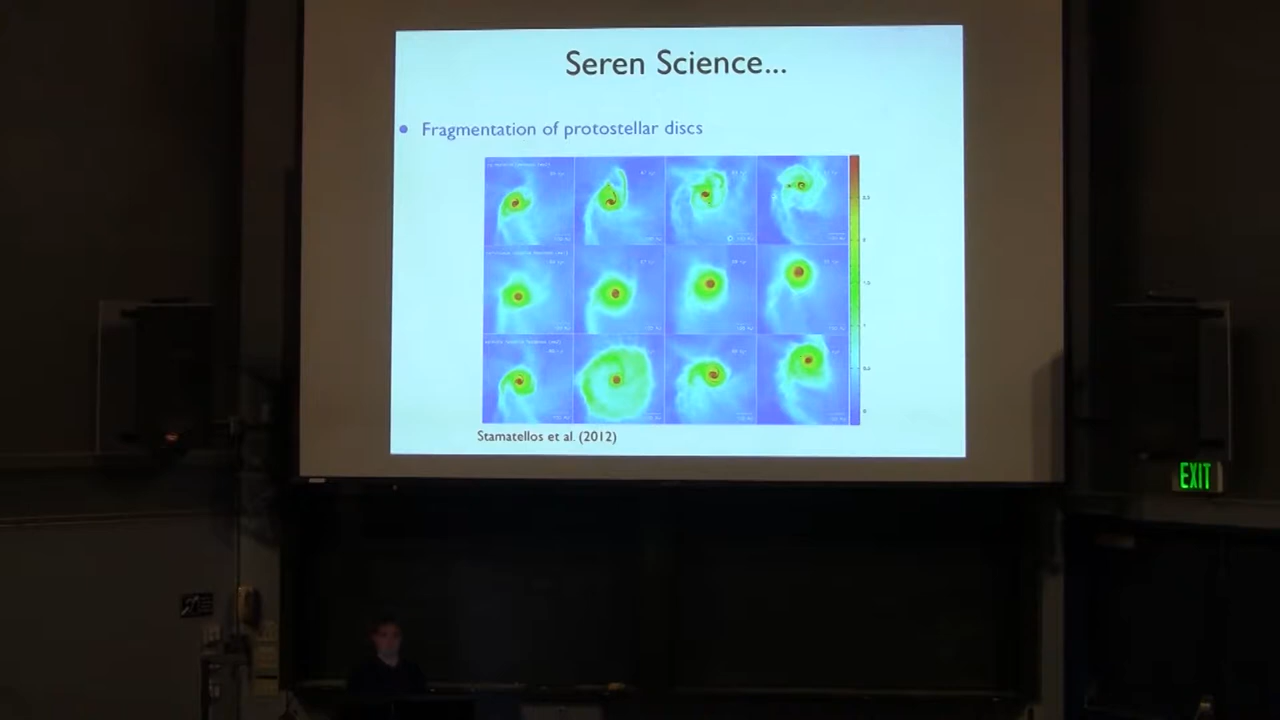 Seren Science...
Fragmentation of protostellar discs
Stamatellos et al. (2012)
EXIT